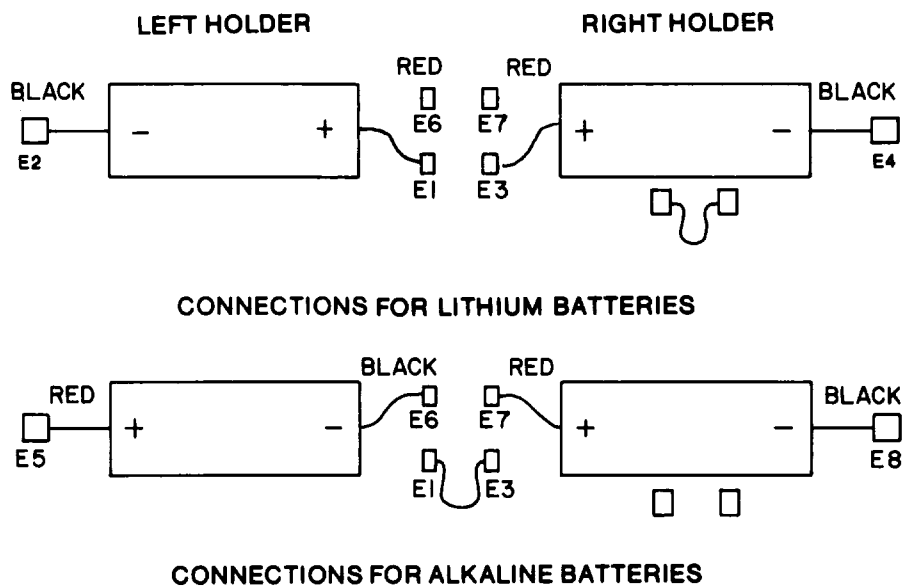 LEFT HOLDER
RIGHT HOLDER
RED
RED
BLACK
BLACK
- +
+ -
E6
E7
E2
E4
E1
E3
CONNECTIONS FOR LITHIUM BATTERIES
BLACK
RED
RED
BLACK
E6
E7
+ -
+ -
E5
E8
E1
E3
CONNECTIONS FOR ALKALINE BATTERIES